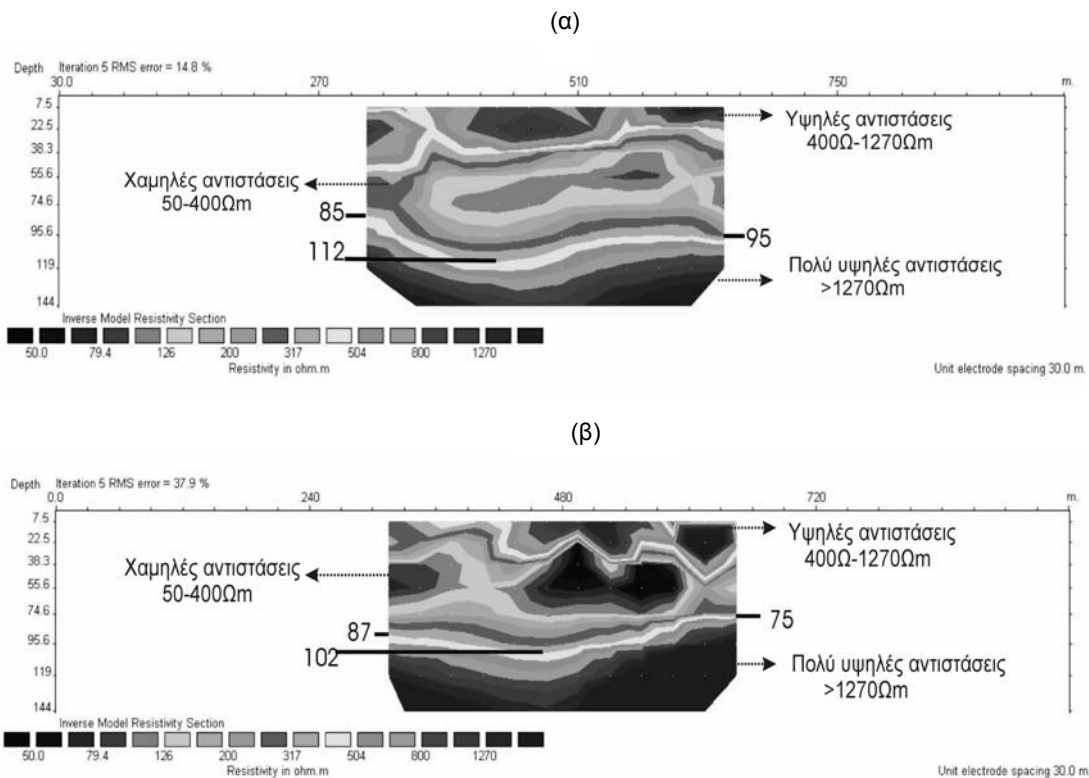 (α)
Depth Iteration 5 RMS error = 14.8 %
30.0 270 510 750 m.
7.5
22.5
38.3
55.6
74.6
95.6
119.
144.
Υψηλές αντιστάσεις
400Ω-1270Ωm
Χαμηλές αντιστάσεις
50-400Ωm
85
112
95
Πολύ υψηλές αντιστάσεις
>1270Ωm
Inverse Model Resistivity Section
50.0 79.4 126 200 317 504 800 1270
Resistivity in ohm.m
Unit electrode spacing 30.0 m.
(β)
Depth Iteration 5 RMS error = 37.9 %
0.0 240 480 720 m.
7.5
22.5
38.3
55.6
74.6
95.6
119.
144.
Υψηλές αντιστάσεις
400Ω-1270Ωm
Χαμηλές αντιστάσεις
50-400Ωm
87
102
75
Πολύ υψηλές αντιστάσεις
>1270Ωm
Inverse Model Resistivity Section
50.0 79.4 126 200 317 504 800 1270
Resistivity in ohm.m
Unit electrode spacing 30.0 m.